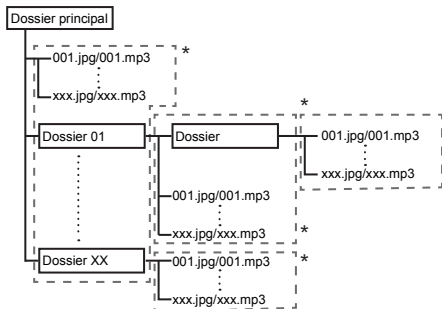 Dossier principal
001.jpg/001.mp3 *
xxx.jpg/xxx.mp3
Dossier 01 Dossier
*
001.jpg/001.mp3
xxx.jpg/xxx.mp3
001.jpg/001.mp3
xxx.jpg/xxx.mp3 *
Dossier XX 001.jpg/001.mp3 *
xxx.jpg/xxx.mp3